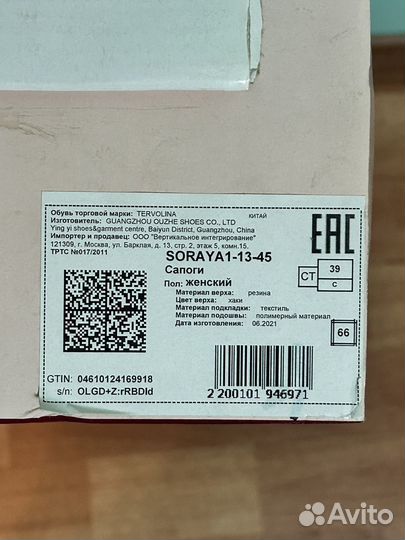 Обувь торговой марки: TERVOLINA КИТАЙ
Изготовитель: GUANGZHOU OUZHE SHOES CO., LTD
Ying yi shoes&garment centre, Baiyun District, Guangzhou, China
Импортер и продавец: ООО "Вертикальное интегрирование"
121309, г. Москва, ул. Барклая, д. 13, стр. 2, этаж 5, комн.15.
ТРТС №017/2011
EAC
SORAYA1-13-45
Сапоги
Пол: женский
Материал верха: резина
Цвет верха: хаки
Материал подкладки: текстиль
Материал подошвы: полимерный материал
Дата изготовления: 06.2021
СТ 39
С
66
GTIN: 04610124169918
s/n: OLGD+Z:rRBDId
2 200101 946971
Avito